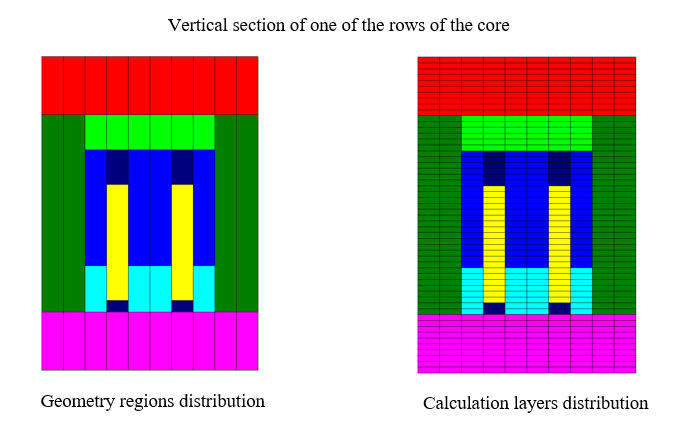 Vertical section of one of the rows of the core
Geometry regions distribution
Calculation layers distribution